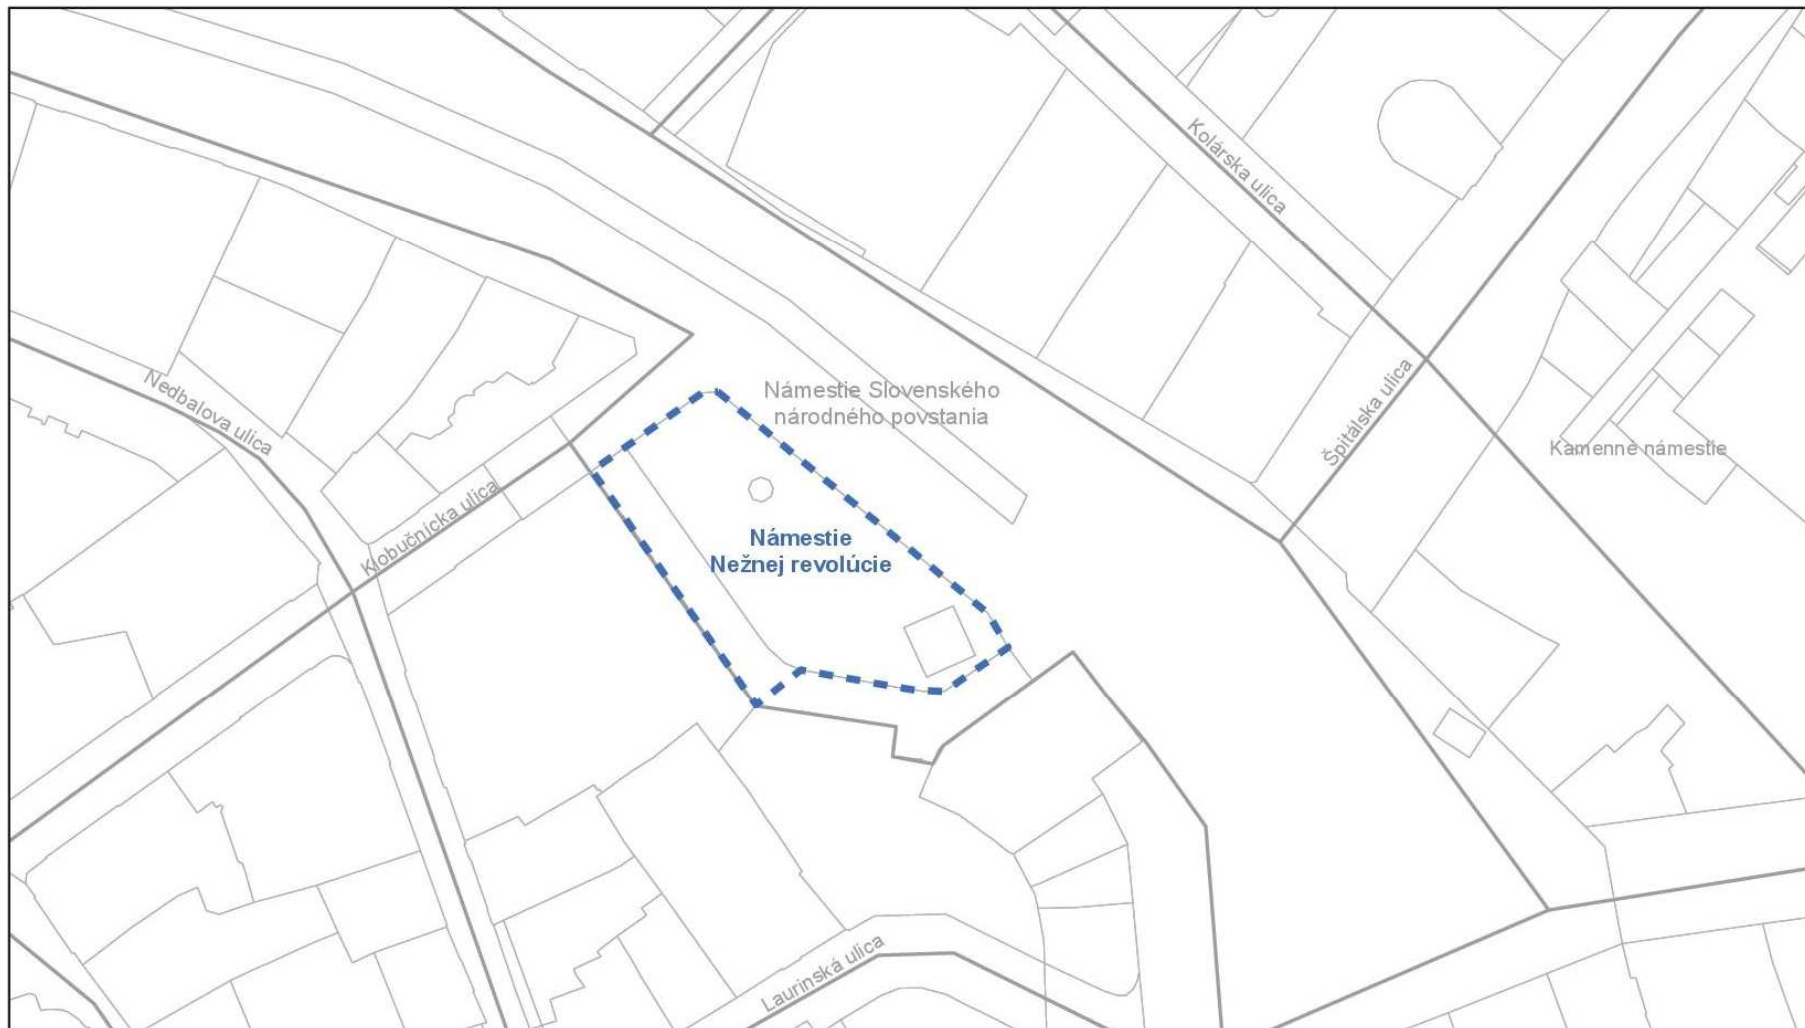 Kolárska ulica
Nedbalova ulica
Námestie Slovenského
národného povstania
Špitálska ulica
Kamenné námestie
Klobučnícka ulica
Námestie
Nežnej revolúcie
Laurinská ulica